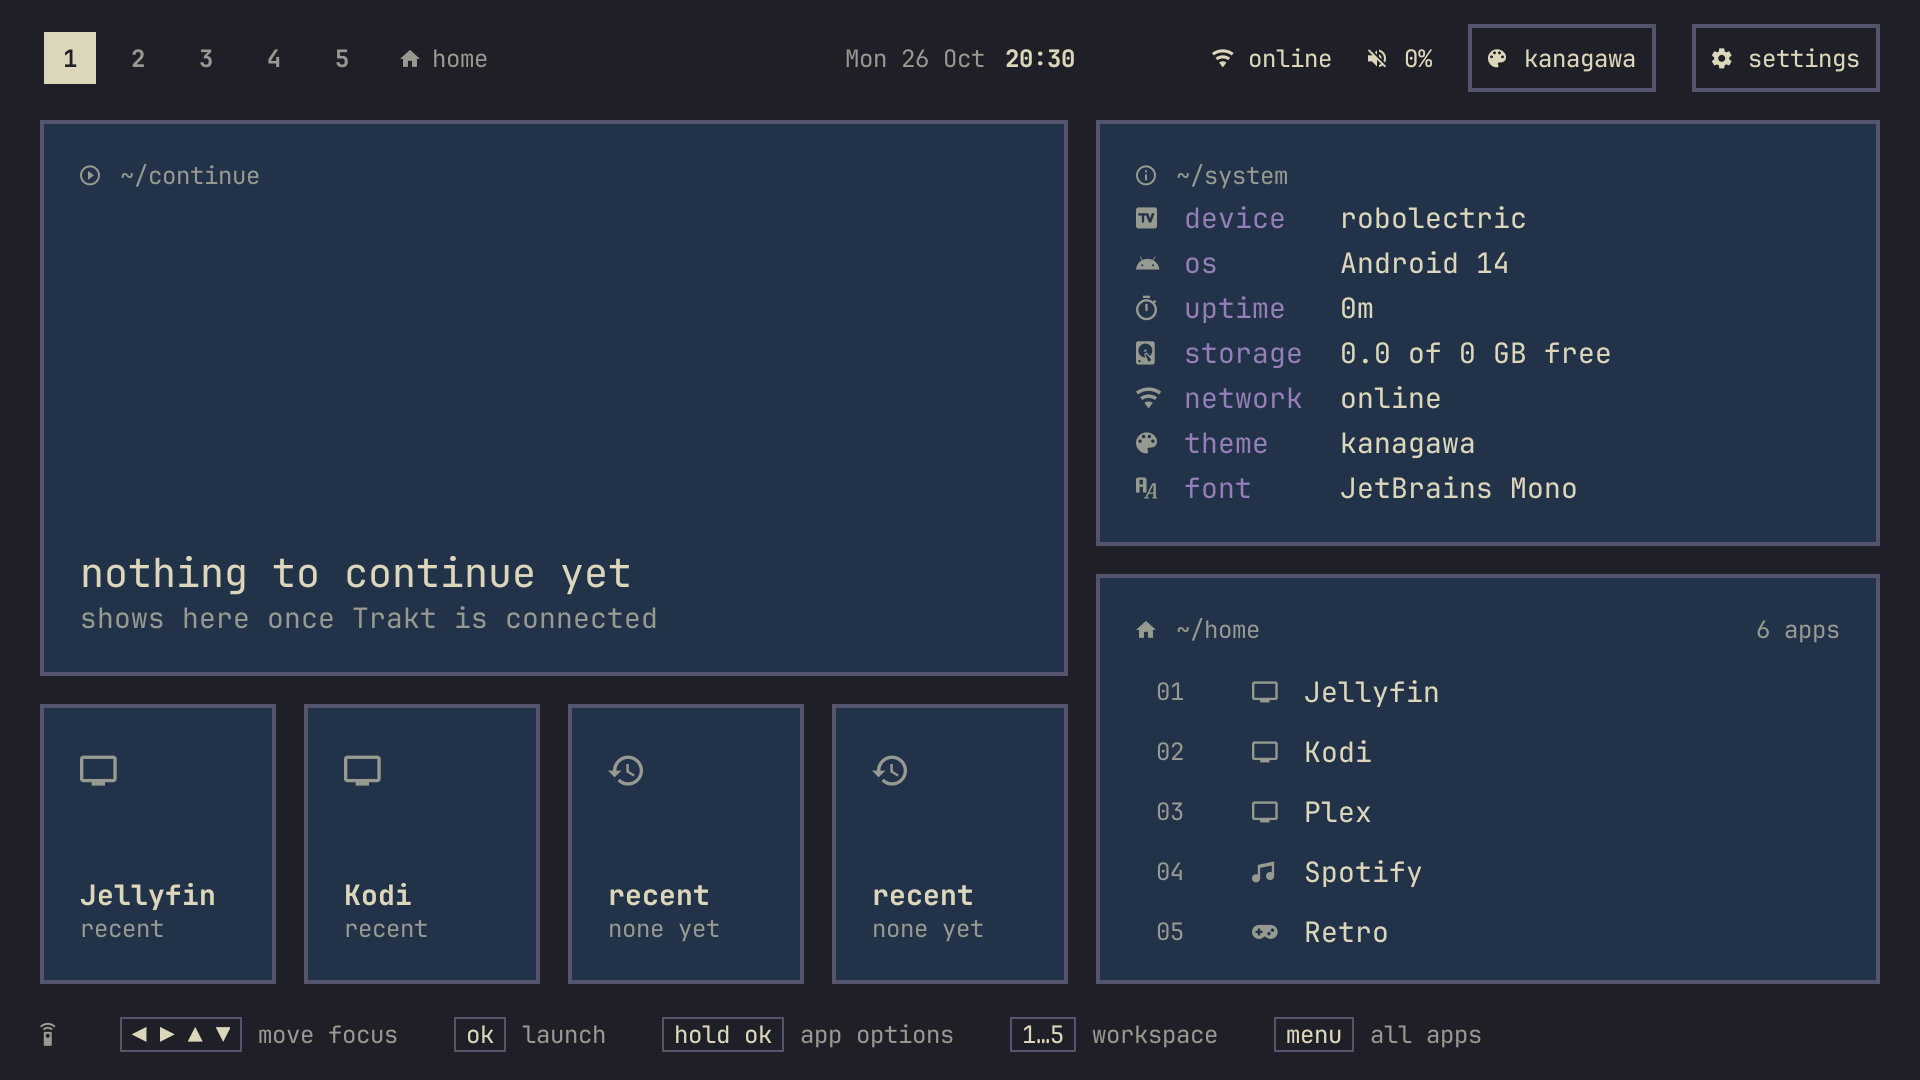 1 2 3 4 5 home Mon 26 Oct 20:30 online 0% kanagawa settings
~/continue
nothing to continue yet
shows here once Trakt is connected
~/system
device robolectric
os Android 14
uptime 0m
storage 0.0 of 0 GB free
network online
theme kanagawa
font JetBrains Mono
Jellyfin
recent
Kodi
recent
recent
none yet
recent
none yet
~/home 6 apps
01 Jellyfin
02 Kodi
03 Plex
04 Spotify
05 Retro
◀ ▶ ▲ ▼ move focus ok launch hold ok app options 1…5 workspace menu all apps